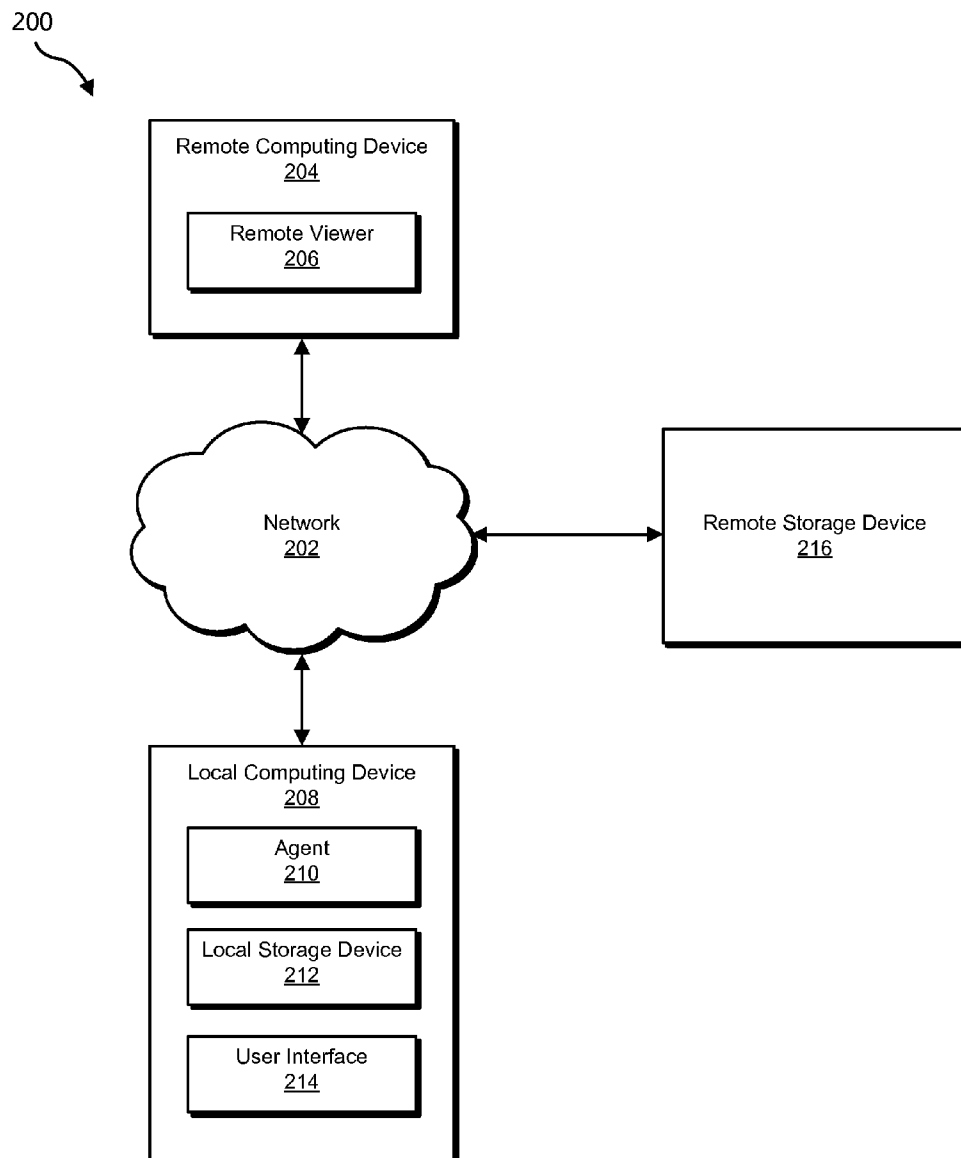 200
Remote Computing Device
204
Remote Viewer
206
Network
202
Remote Storage Device
216
Local Computing Device
208
Agent
210
Local Storage Device
212
User Interface
214